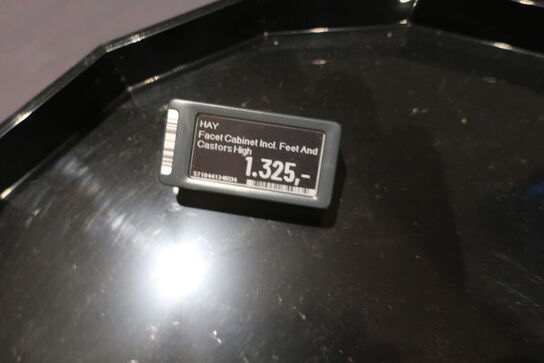 HAY
Facet Cabinet Incl. Feet And
Castors High
1.325,-